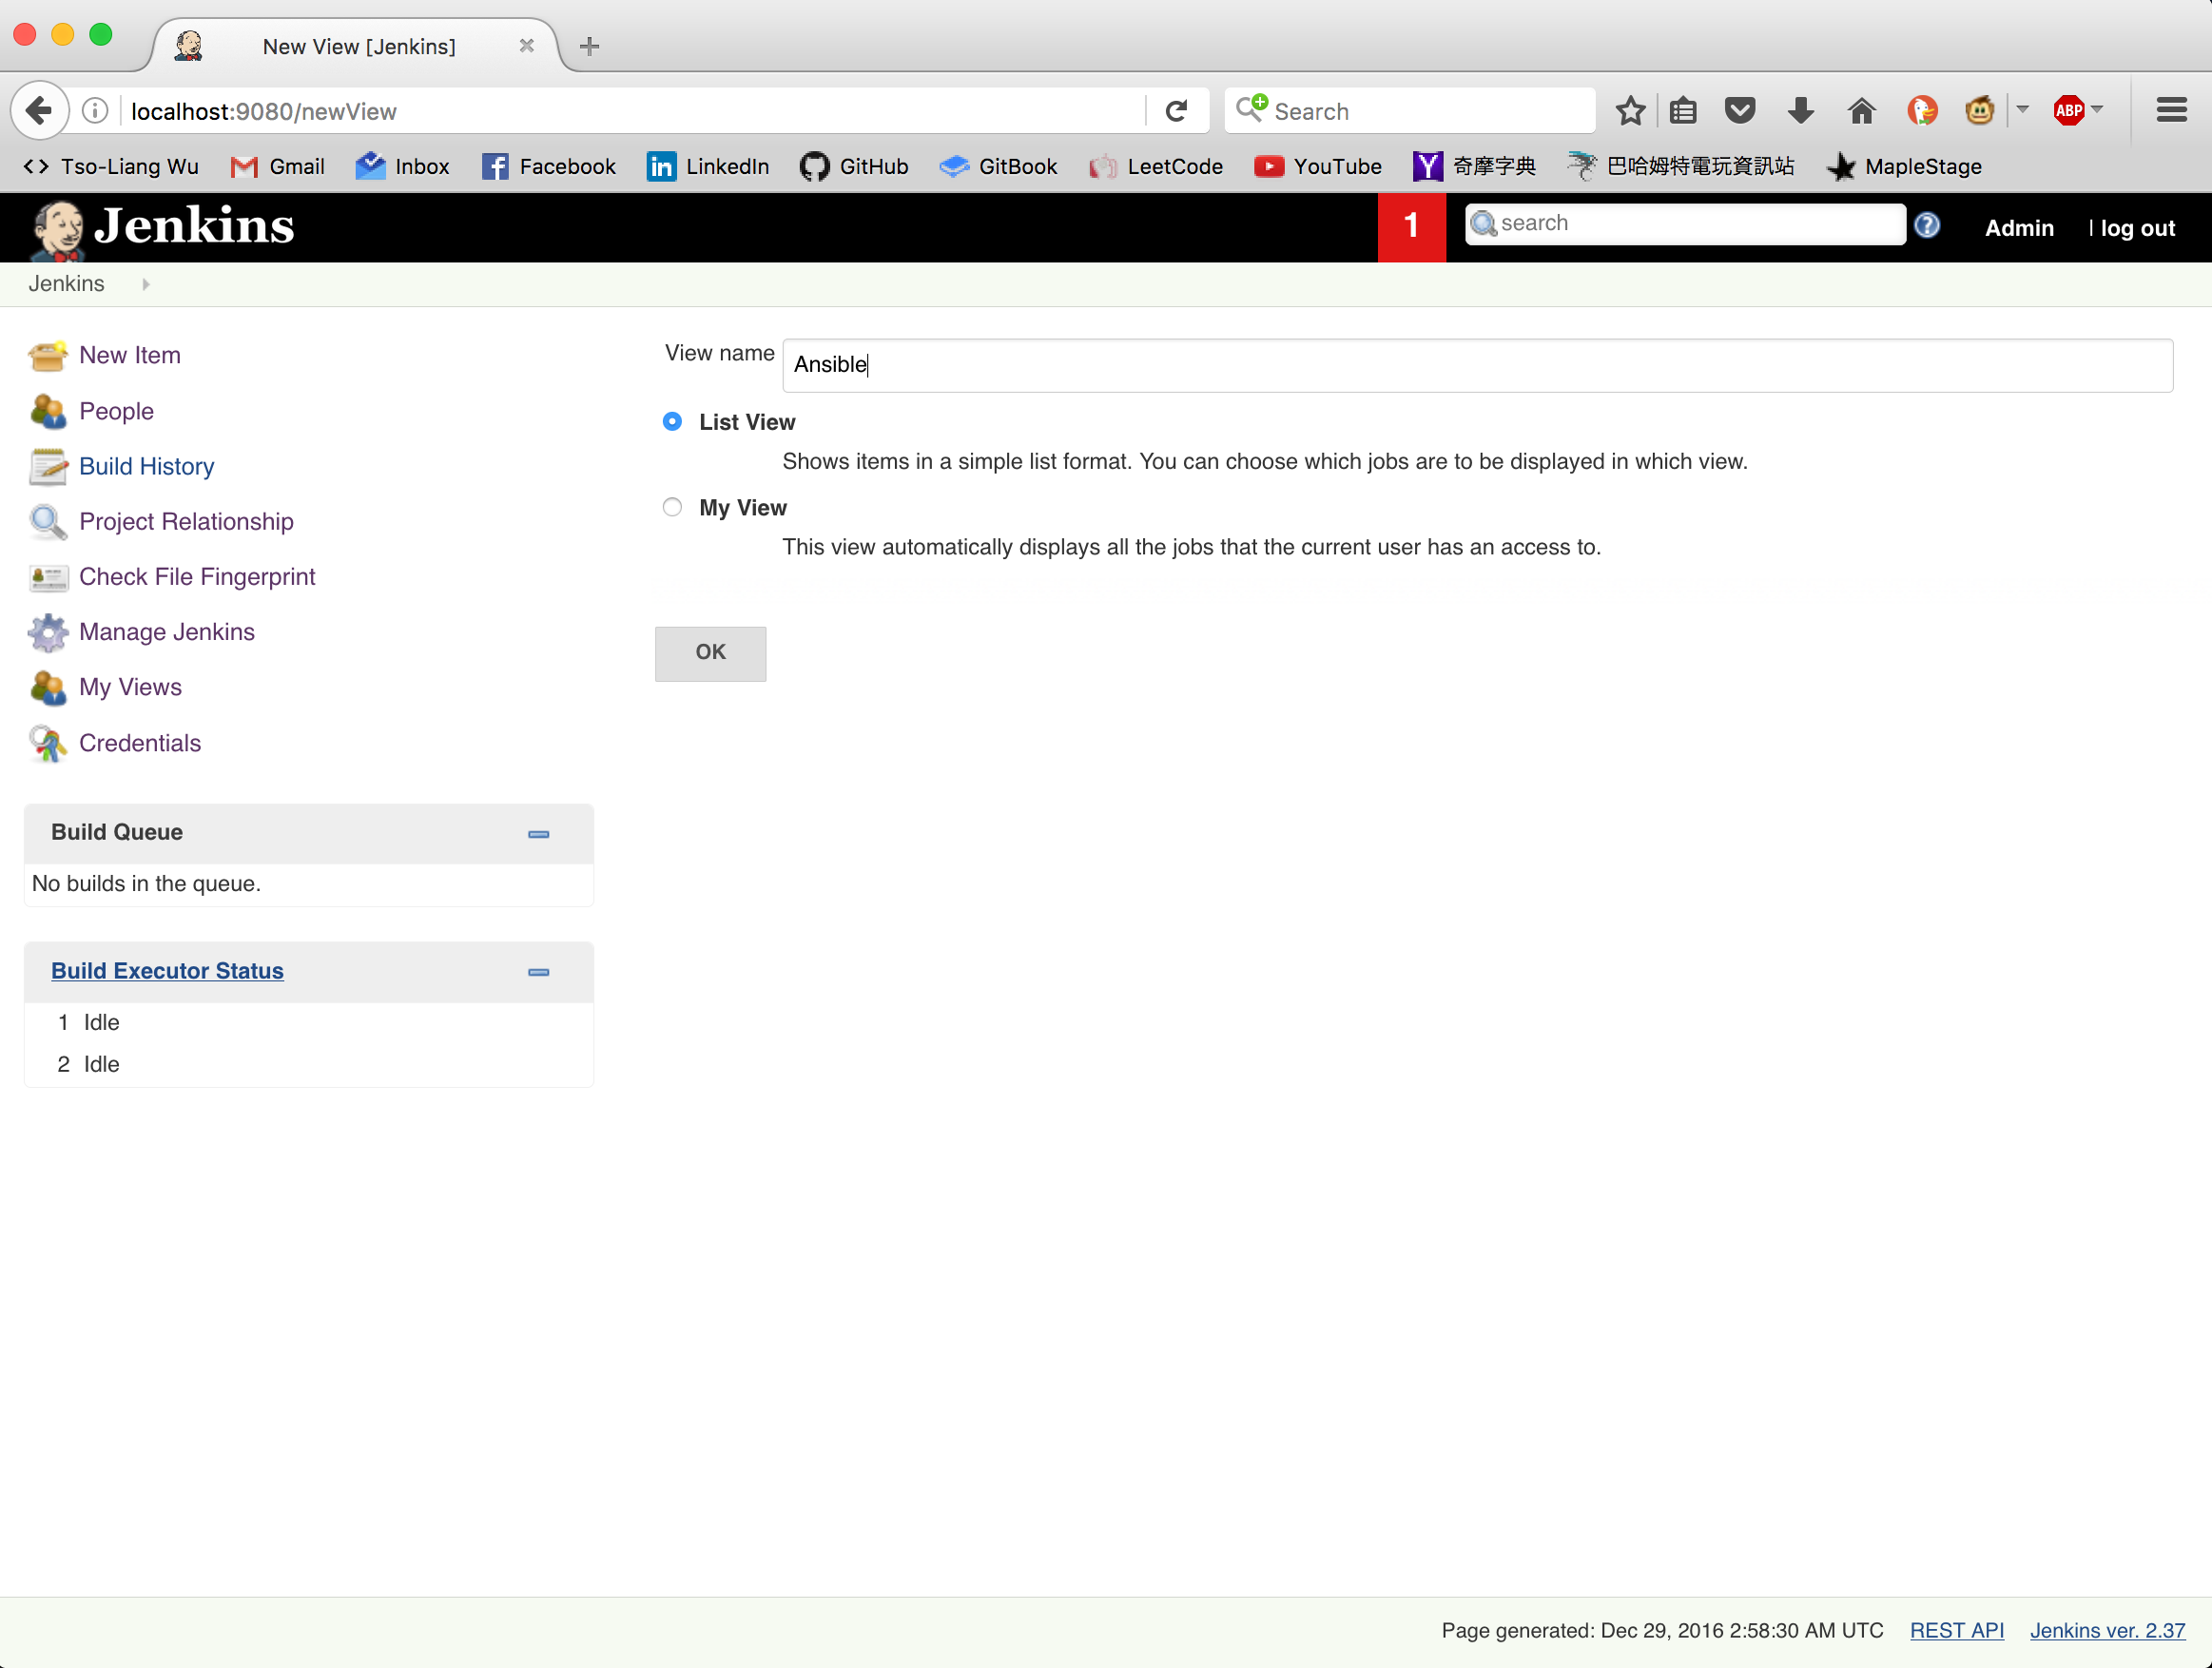 New View [Jenkins]
localhost:9080/newView
Search
Tso-Liang Wu Gmail Inbox Facebook LinkedIn GitHub GitBook LeetCode YouTube 奇摩字典 巴哈姆特電玩資訊站 MapleStage
ABP
Jenkins
1
search
Admin
| log out
Jenkins
New Item
People
Build History
Project Relationship
Check File Fingerprint
Manage Jenkins
My Views
Credentials
Build Queue
No builds in the queue.
Build Executor Status
1 Idle
2 Idle
View name Ansible
List View
Shows items in a simple list format. You can choose which jobs are to be displayed in which view.
My View
This view automatically displays all the jobs that the current user has an access to.
OK
Page generated: Dec 29, 2016 2:58:30 AM UTC REST API Jenkins ver. 2.37